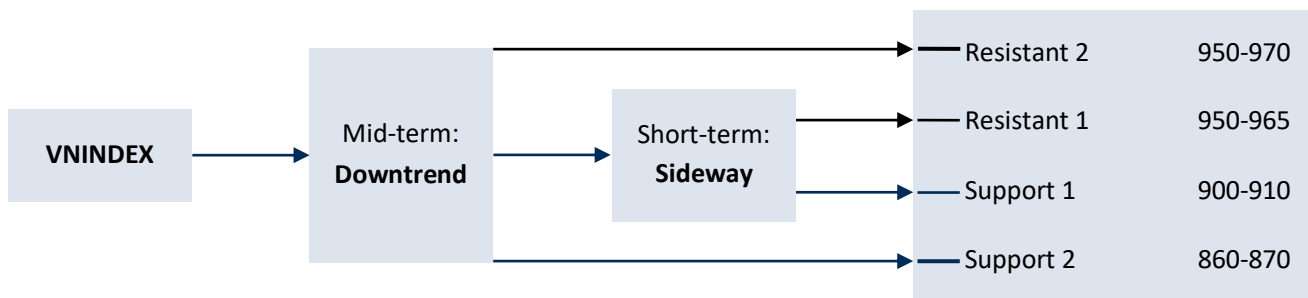 VNINDEX
Mid-term:
Downtrend
Short-term:
Sideway
Resistant 2 950-970
Resistant 1 950-965
Support 1 900-910
Support 2 860-870